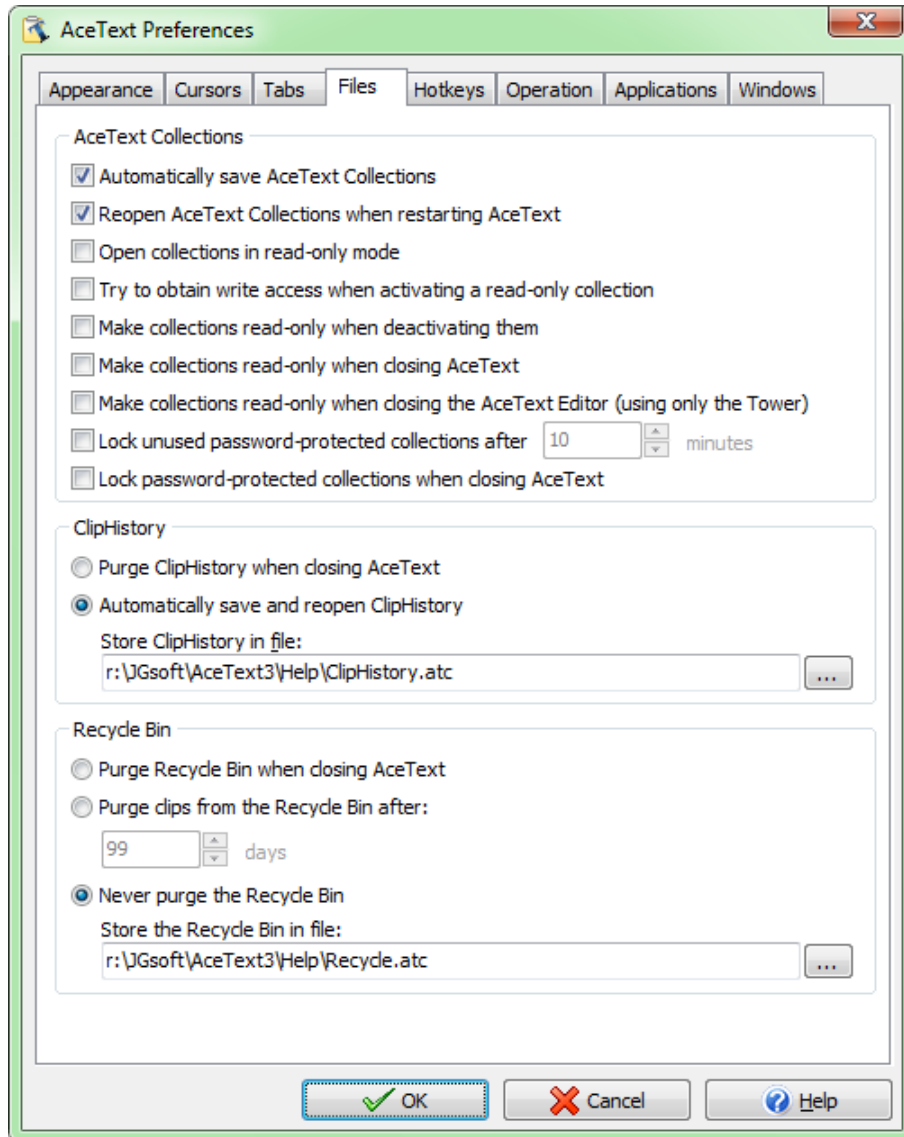 AceText Preferences
Appearance Cursors Tabs Files Hotkeys Operation Applications Windows
AceText Collections
Automatically save AceText Collections
Reopen AceText Collections when restarting AceText
Open collections in read-only mode
Try to obtain write access when activating a read-only collection
Make collections read-only when deactivating them
Make collections read-only when closing AceText
Make collections read-only when closing the AceText Editor (using only the Tower)
Lock unused password-protected collections after 10 minutes
Lock password-protected collections when closing AceText
ClipHistory
Purge ClipHistory when closing AceText
Automatically save and reopen ClipHistory
Store ClipHistory in file:
r:\JGsoft\AceText3\Help\ClipHistory.atc ...
Recycle Bin
Purge Recycle Bin when closing AceText
Purge clips from the Recycle Bin after:
99 days
Never purge the Recycle Bin
Store the Recycle Bin in file:
r:\JGsoft\AceText3\Help\Recycle.atc ...
OK Cancel Help